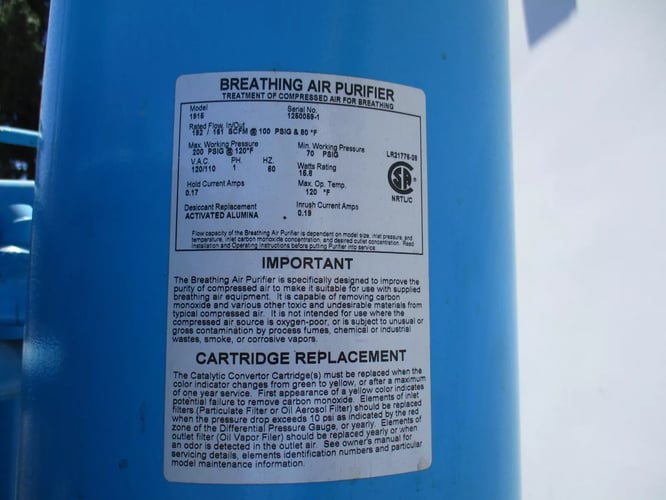 BREATHING AIR PURIFIER
TREATMENT OF COMPRESSED AIR FOR BREATHING
Model Serial No.
1915 1250059-1
Rated Flow, In/Out
192 / 161 SCFM @ 100 PSIG & 80 °F
Max. Working Pressure Min. Working Pressure
200 PSIG @ 120°F 70 PSIG LR21776-26
V.A.C. PH. HZ. Watts Rating
120/110 1 60 16.8
Hold Current Amps Max. Op. Temp.
0.17 120 °F NRTL/C
Desiccant Replacement Inrush Current Amps
ACTIVATED ALUMINA 0.19
Flow capacity of the Breathing Air Purifier is dependent on model size, inlet pressure, and
temperature, inlet carbon monoxide concentration, and desired outlet concentration. Read
Installation and Operating Instructions before putting Purifier into service.
IMPORTANT
The Breathing Air Purifier is specifically designed to improve the
purity of compressed air to make it suitable for use with supplied
breathing air equipment. It is capable of removing carbon
monoxide and various other toxic and undesirable materials from
typical compressed air. It is not intended for use where the
compressed air source is oxygen-poor, or is subject to unusual or
gross contamination by process fumes, chemical or industrial
wastes, smoke, or corrosive vapors.
CARTRIDGE REPLACEMENT
The Catalytic Convertor Cartridge(s) must be replaced when the
color indicator changes from green to yellow, or after a maximum
of one year service. First appearance of a yellow color indicates
potential failure to remove carbon monoxide. Elements of inlet
filters (Particulate Filter or Oil Aerosol Filter) should be replaced
when the pressure drop exceeds 10 psi as indicated by the red
zone of the Differential Pressure Gauge, or yearly. Elements of
outlet filter (Oil Vapor Filer) should be replaced yearly or when
an odor is detected in the outlet air. See owner's manual for
servicing details, elements identification numbers and particular
model maintenance information.